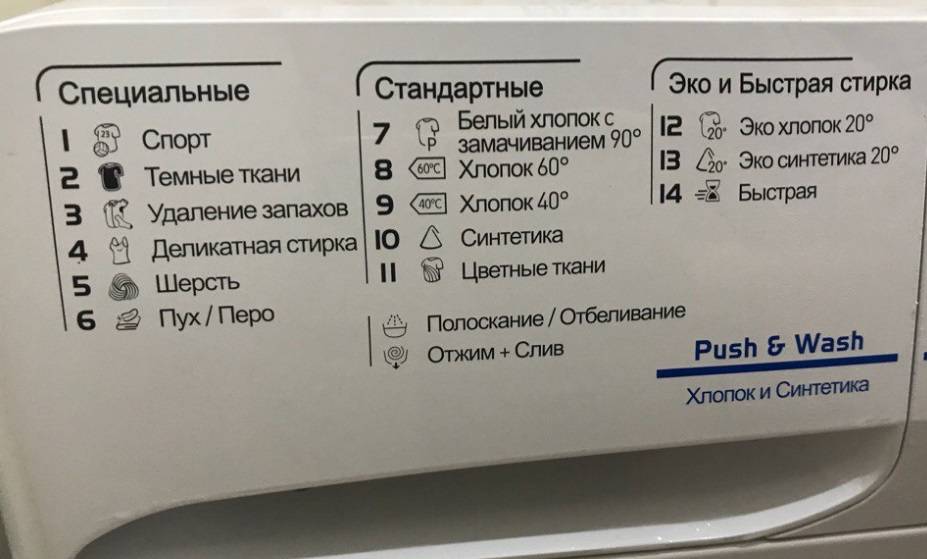 Специальные
1 Спорт
2 Темные ткани
3 Удаление запахов
4 Деликатная стирка
5 Шерсть
6 Пух / Перо
Стандартные
7 Белый хлопок с
замачиванием 90°
8 60°C Хлопок 60°
9 40°C Хлопок 40°
10 Синтетика
11 Цветные ткани
Полоскание / Отбеливание
Отжим + Слив
Эко и Быстрая стирка
12 20° Эко хлопок 20°
13 20° Эко синтетика 20°
14 Быстрая
Push & Wash
Хлопок и Синтетика